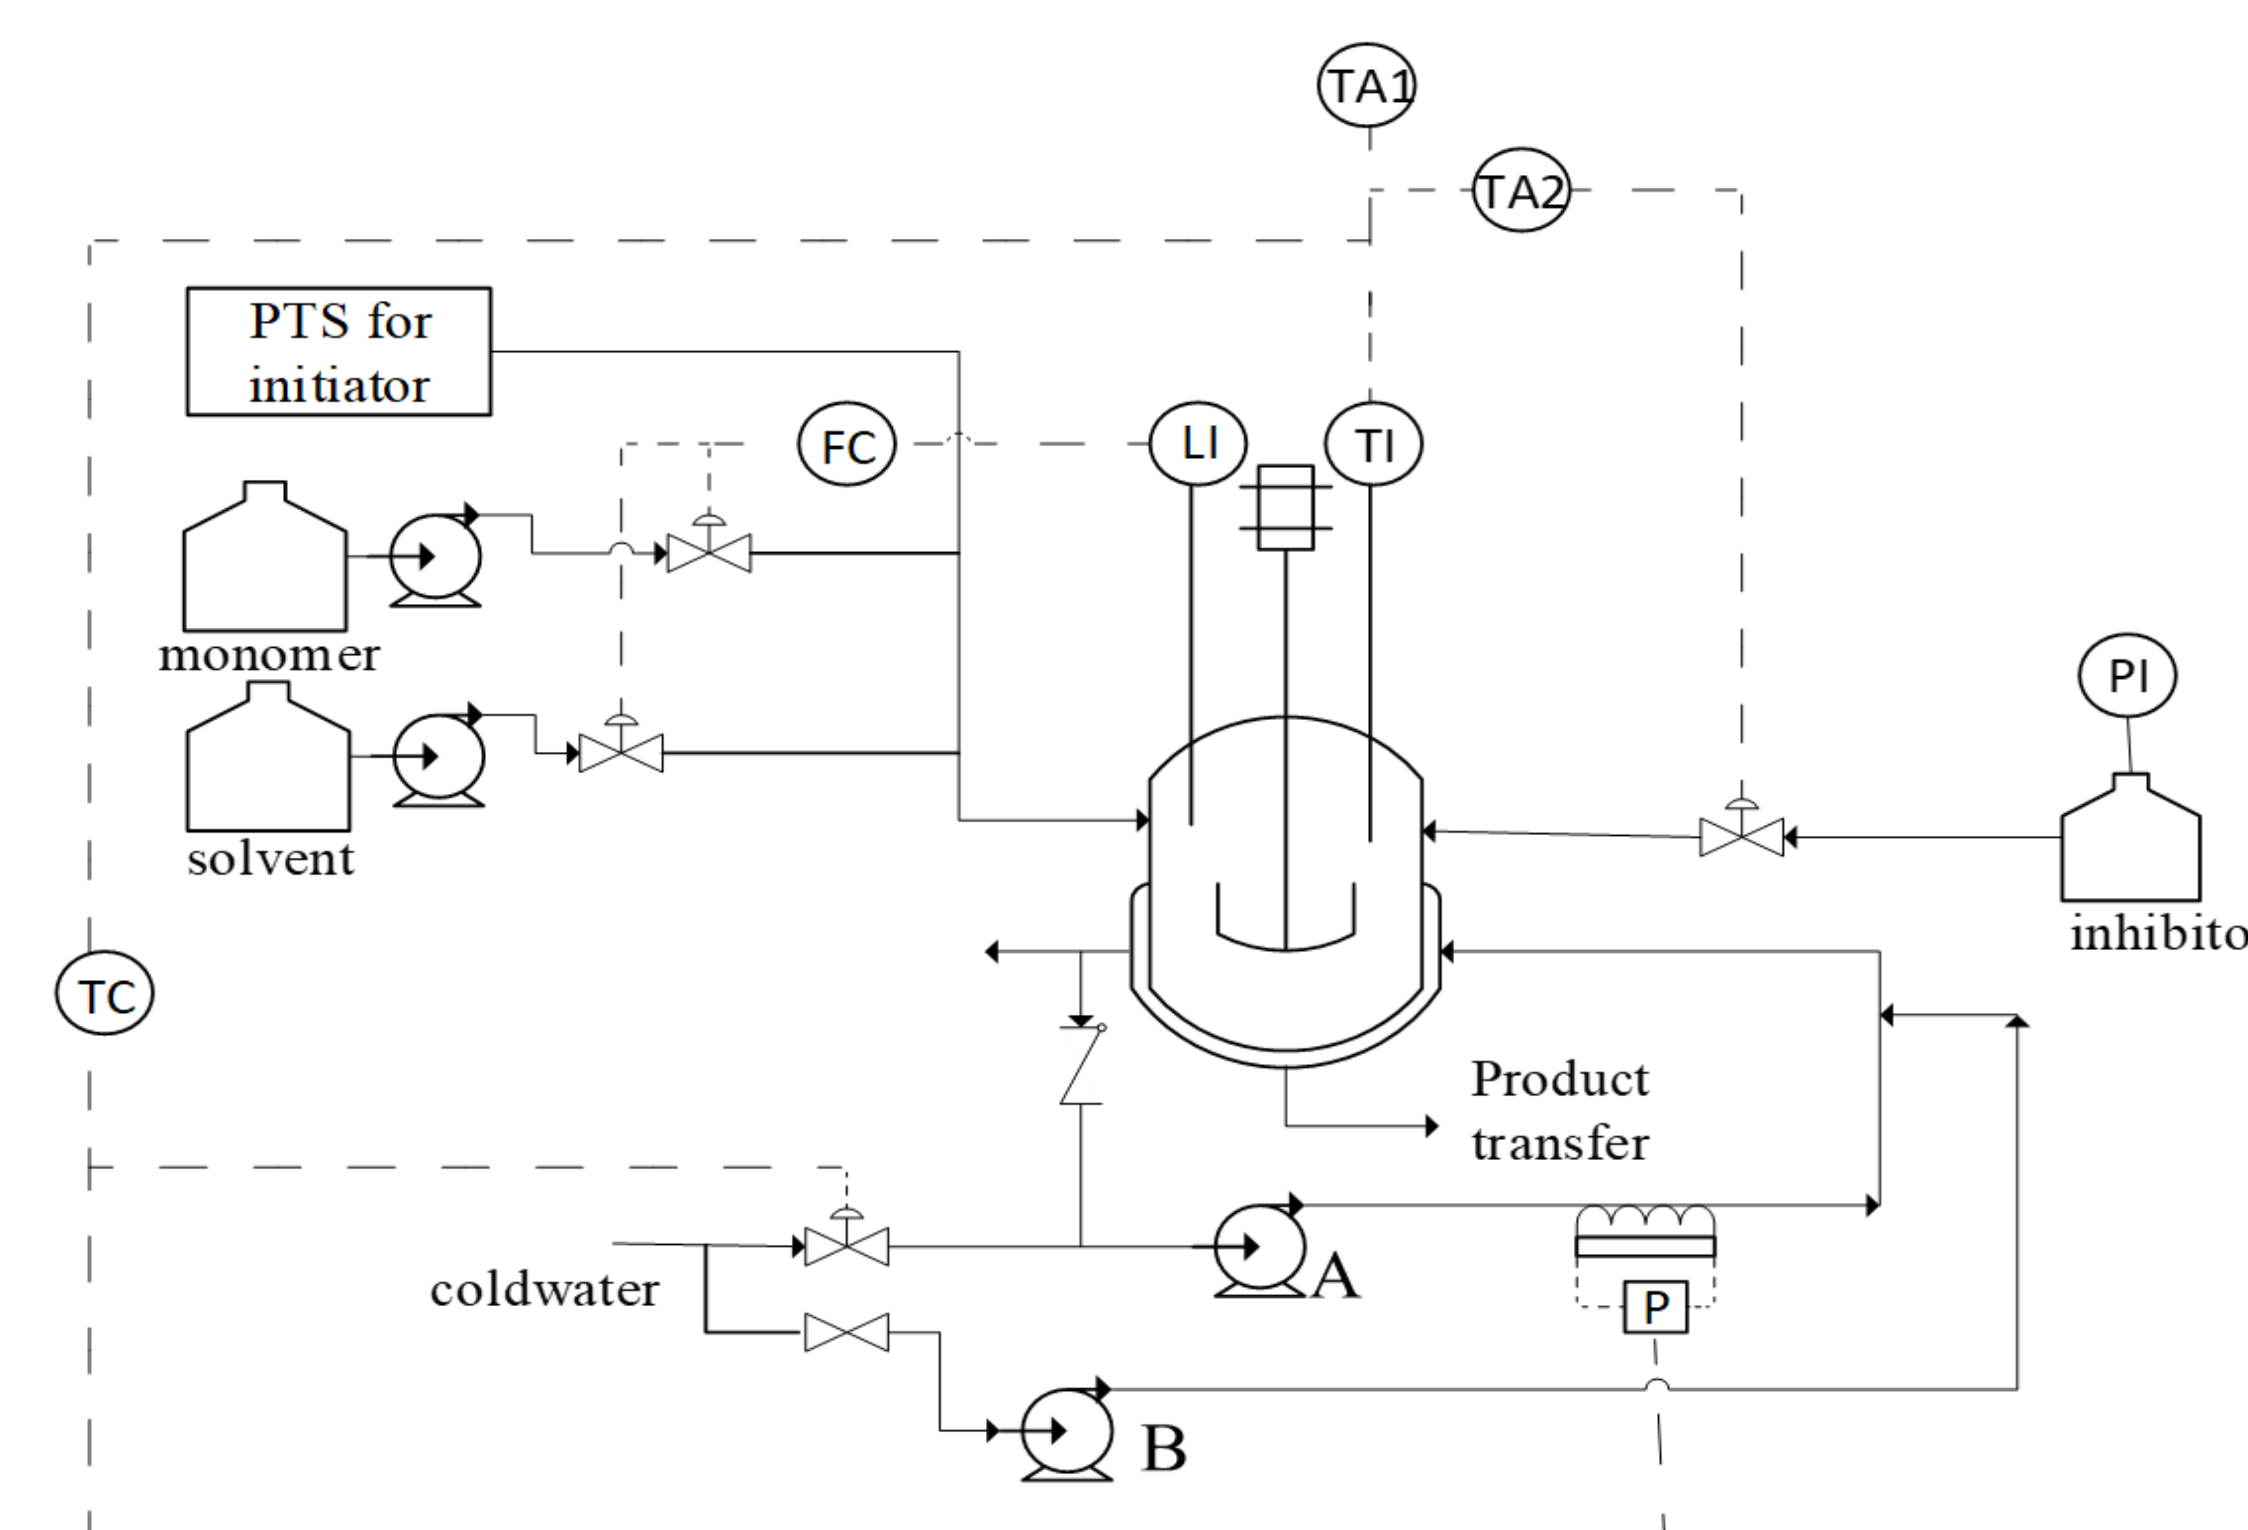 TA1
TA2
PTS for
initiator
FC
LI
TI
monomer
PI
solvent
inhibito
TC
Product
transfer
coldwater
A
P
B